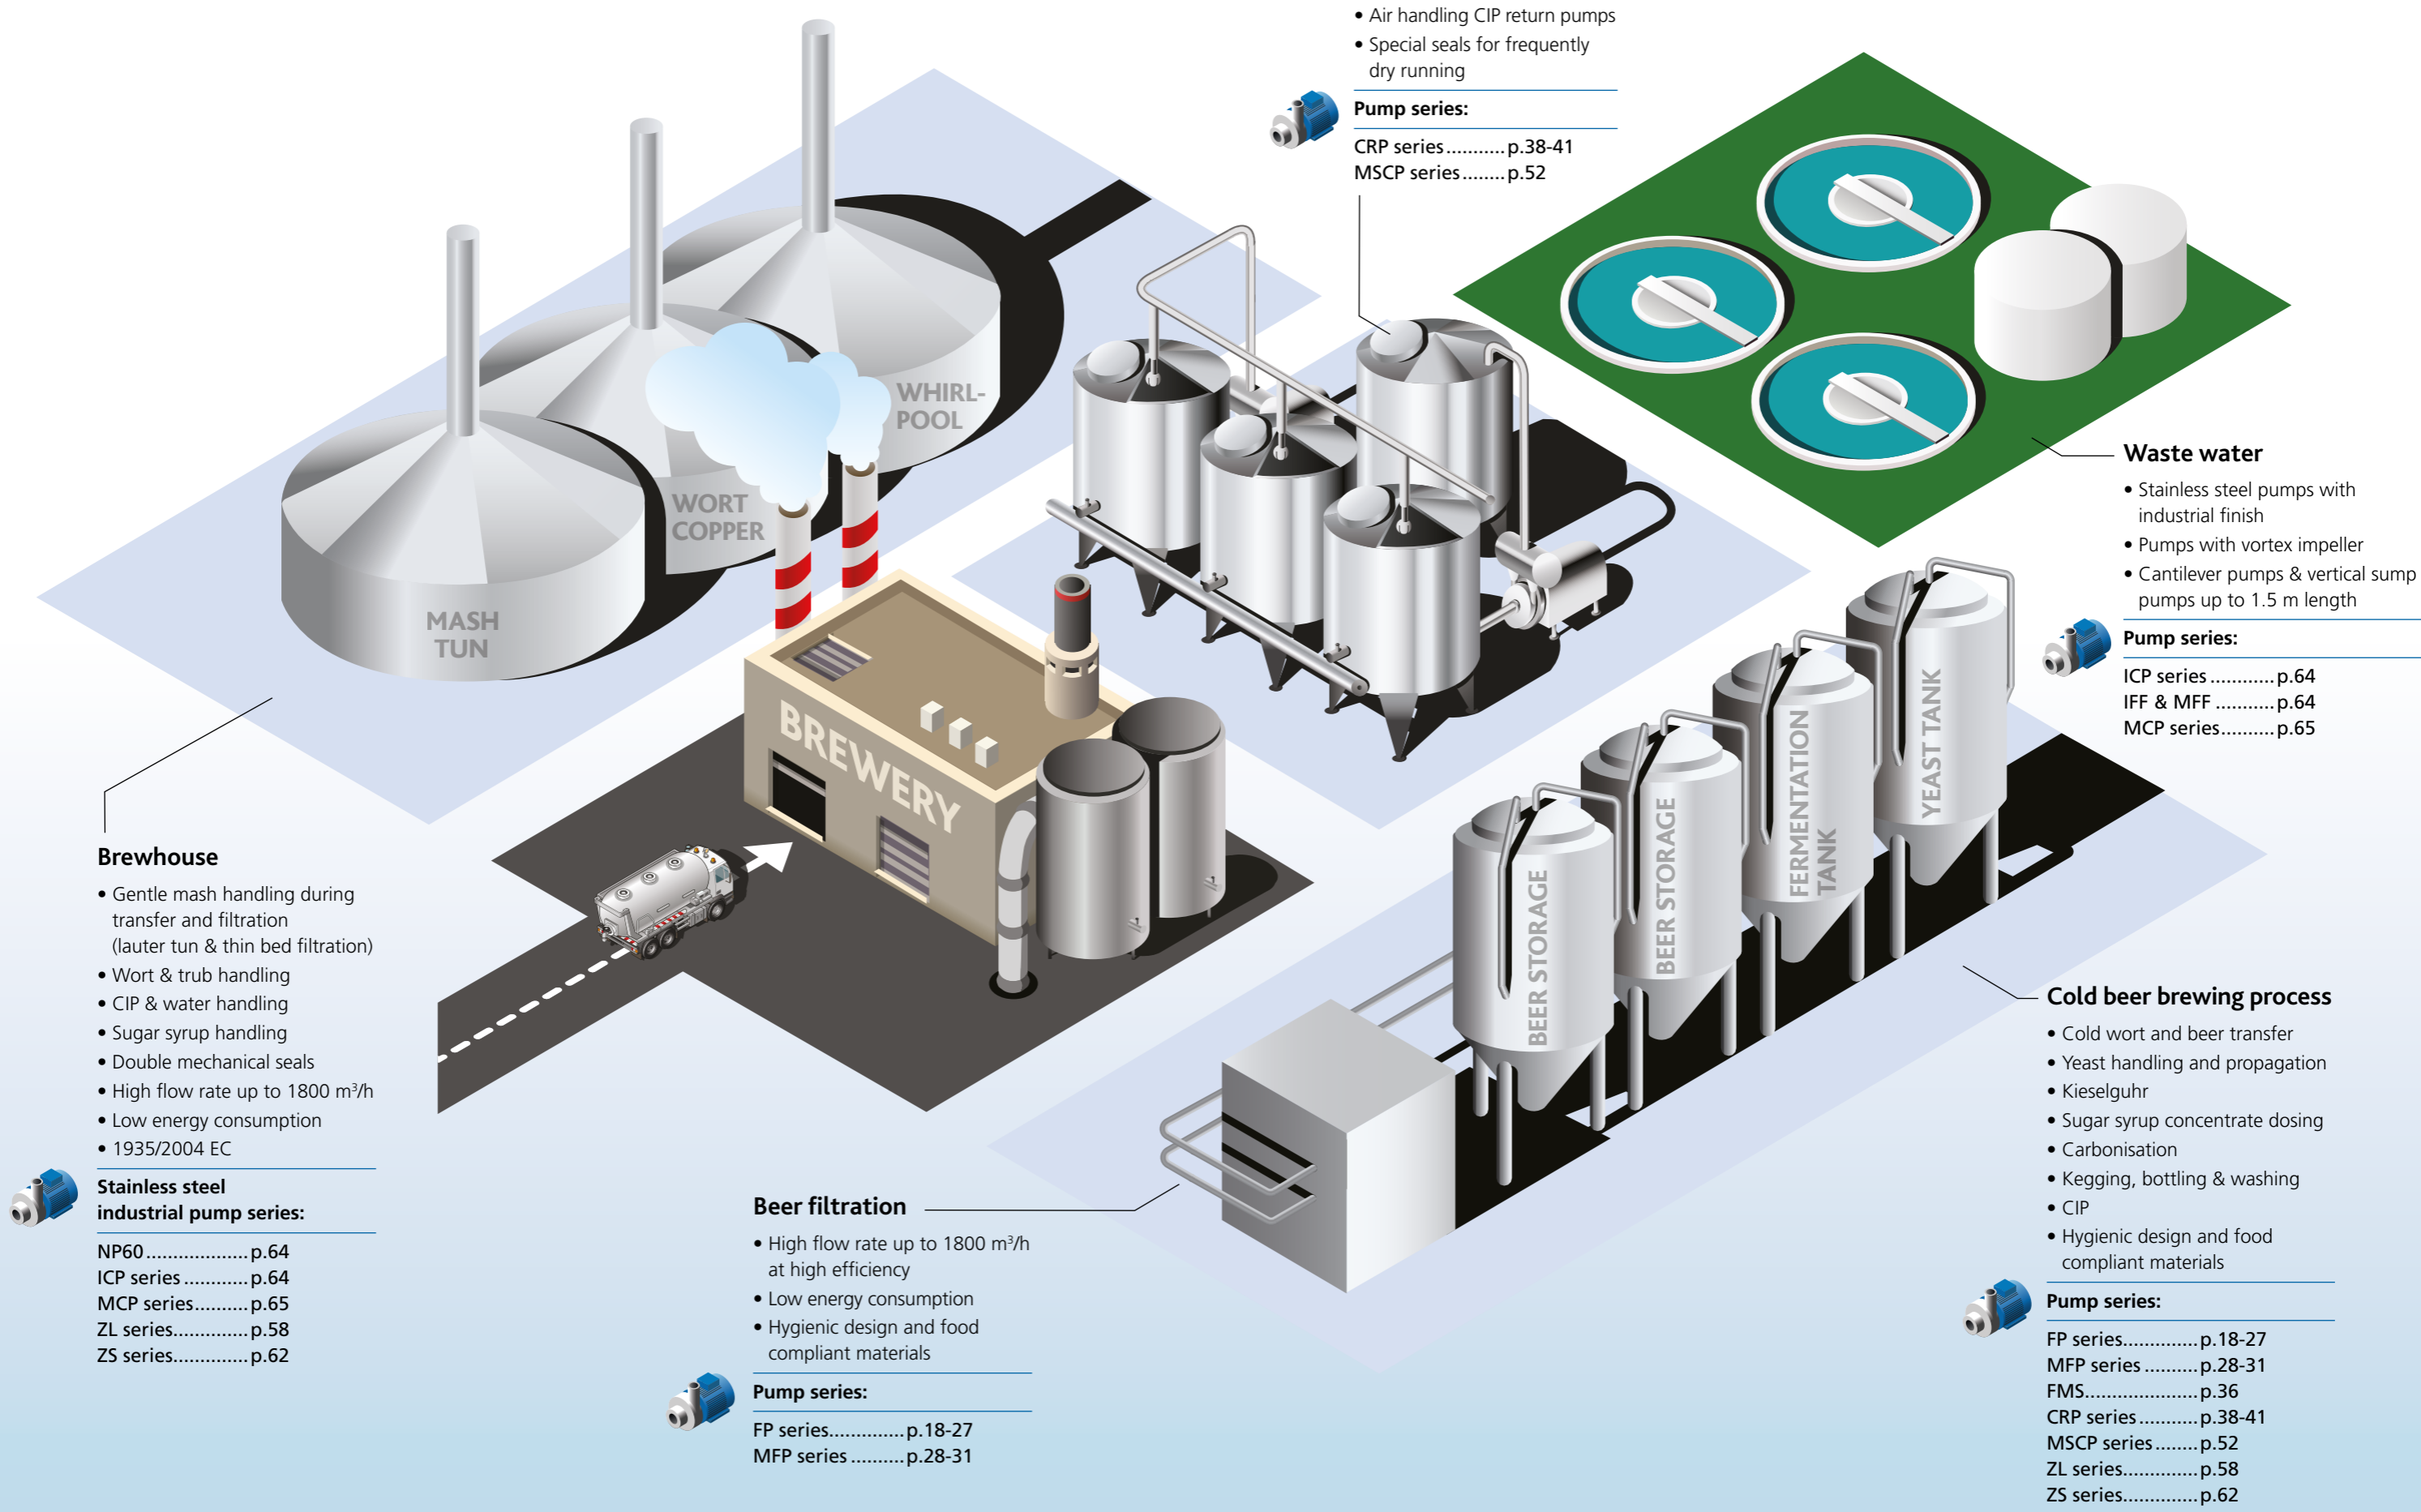 • Air handling CIP return pumps
• Special seals for frequently
dry running
Pump series:
CRP series...........p.38-41
MSCP series........p.52
WHIRL-
POOL
WORT
COPPER
MASH
TUN
BREWERY
Waste water
• Stainless steel pumps with
industrial finish
• Pumps with vortex impeller
• Cantilever pumps & vertical sump
pumps up to 1.5 m length
Pump series:
ICP series............p.64
IFF & MFF...........p.64
MCP series..........p.65
YEAST TANK
FERMENTATION
TANK
BEER STORAGE
BEER STORAGE
Brewhouse
• Gentle mash handling during
transfer and filtration
(lauter tun & thin bed filtration)
• Wort & trub handling
• CIP & water handling
• Sugar syrup handling
• Double mechanical seals
• High flow rate up to 1800 m³/h
• Low energy consumption
• 1935/2004 EC
Stainless steel
industrial pump series:
NP60...................p.64
ICP series............p.64
MCP series..........p.65
ZL series..............p.58
ZS series..............p.62
Beer filtration
• High flow rate up to 1800 m³/h
at high efficiency
• Low energy consumption
• Hygienic design and food
compliant materials
Pump series:
FP series..............p.18-27
MFP series..........p.28-31
Cold beer brewing process
• Cold wort and beer transfer
• Yeast handling and propagation
• Kieselguhr
• Sugar syrup concentrate dosing
• Carbonisation
• Kegging, bottling & washing
• CIP
• Hygienic design and food
compliant materials
Pump series:
FP series..............p.18-27
MFP series..........p.28-31
FMS.....................p.36
CRP series...........p.38-41
MSCP series........p.52
ZL series..............p.58
ZS series..............p.62